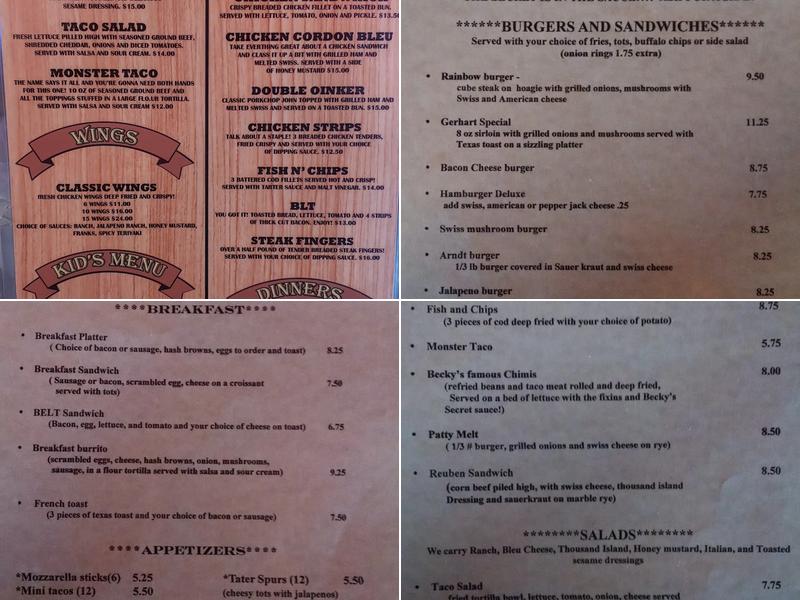 SESAME DRESSING. $ 15.00
TACO SALAD
FRESH LETTUCE PILLED HIGH WITH SEASONED GROUND BEEF,
SHREDDED CHEDDAR, ONIONS AND DICED TOMATOES.
SERVED WITH SALSA AND SOUR CREAM. $ 14.00
MONSTER TACO
THE NAME SAYS IT ALL AND YOU'RE GONNA NEED BOTH HANDS
FOR THIS ONE! 10 OZ OF SEASONED GROUND BEEF AND
ALL THE TOPPINGS STUFFED IN A LARGE FLOUR TORTILLA.
SERVED WITH SALSA AND SOUR CREAM $ 12.00
WINGS
CLASSIC WINGS
FRESH CHICKEN WINGS DEEP FRIED AND CRISPY!
6 WINGS $11.00
10 WINGS $16.00
15 WINGS $24.00
CHOICE OF SAUCES: RANCH, JALAPENO RANCH, HONEY MUSTARD,
FRANKS, SPICY TERIYAKI
KID'S MENU
CRISPY BREADED CHICKEN FILLET ON A TOASTED BUN.
SERVED WITH LETTUCE, TOMATO, ONION AND PICKLE. $ 13.50
CHICKEN CORDON BLEU
TAKE EVERYTHING GREAT ABOUT A CHICKEN SANDWICH
AND CLASS IT UP A BIT WITH GRILLED HAM AND
MELTED SWISS. SERVED WITH A SIDE
OF HONEY MUSTARD $ 15.00
DOUBLE OINKER
CLASSIC PORKCHOP JOHN TOPPED WITH GRILLED HAM AND
MELTED SWISS AND SERVED ON A TOASTED BUN. $ 15.00
CHICKEN STRIPS
TALK ABOUT A STAPLE! 3 BREADED CHICKEN TENDERS,
FRIED CRISPY AND SERVED WITH YOUR CHOICE
OF DIPPING SAUCE. $ 12.50
FISH N' CHIPS
3 BATTERED COD FILLETS SERVED HOT AND CRISP!
SERVED WITH TARTER SAUCE AND MALT VINEGAR. $ 14.00
BLT
YOU GOT IT! TOASTED BREAD, LETTUCE, TOMATO AND 4 STRIPS
OF THICK CUT BACON. ENJOY! $ 13.00
STEAK FINGERS
OVER A HALF POUND OF TENDER BREADED STEAK FINGERS!
SERVED WITH YOUR CHOICE OF DIPPING SAUCE. $ 16.00
DINNERS
******BURGERS AND SANDWICHES******
Served with your choice of fries, tots, buffalo chips or side salad
(onion rings 1.75 extra)
• Rainbow burger - 9.50
cube steak on hoagie with grilled onions, mushrooms with
Swiss and American cheese
• Gerhart Special 11.25
8 oz sirloin with grilled onions and mushrooms served with
Texas toast on a sizzling platter
• Bacon Cheese burger 8.75
• Hamburger Deluxe 7.75
add swiss, american or pepper jack cheese .25
• Swiss mushroom burger 8.25
• Arndt burger 8.25
1/3 lb burger covered in Sauer kraut and swiss cheese
• Jalapeno burger 8.25
****BREAKFAST****
• Breakfast Platter
( Choice of bacon or sausage, hash browns, eggs to order and toast) 8.25
• Breakfast Sandwich
( Sausage or bacon, scrambled egg, cheese on a croissant 7.50
served with tots)
• BELT Sandwich
(Bacon, egg, lettuce, and tomato and your choice of cheese on toast) 6.75
• Breakfast burrito
(scrambled eggs, cheese, hash browns, onion, mushrooms,
sausage, in a flour tortilla served with salsa and sour cream) 9.25
• French toast
(3 pieces of texas toast and your choice of bacon or sausage) 7.50
****APPETIZERS****
*Mozzarella sticks(6) 5.25 *Tater Spurs (12) 5.50
*Mini tacos (12) 5.50 (cheesy tots with jalapenos)
• Fish and Chips 8.75
(3 pieces of cod deep fried with your choice of potato)
• Monster Taco 5.75
• Becky's famous Chimis 8.00
(refried beans and taco meat rolled and deep fried,
Served on a bed of lettuce with the fixins and Becky's
Secret sauce!)
• Patty Melt 8.50
( 1/3 # burger, grilled onions and swiss cheese on rye)
• Reuben Sandwich 8.50
(corn beef piled high, with swiss cheese, thousand island
Dressing and sauerkraut on marble rye)
********SALADS********
We carry Ranch, Bleu Cheese, Thousand Island, Honey mustard, Italian, and Toasted
sesame dressings
• Taco Salad 7.75
fried tortilla bowl, lettuce, tomato, onion, cheese served